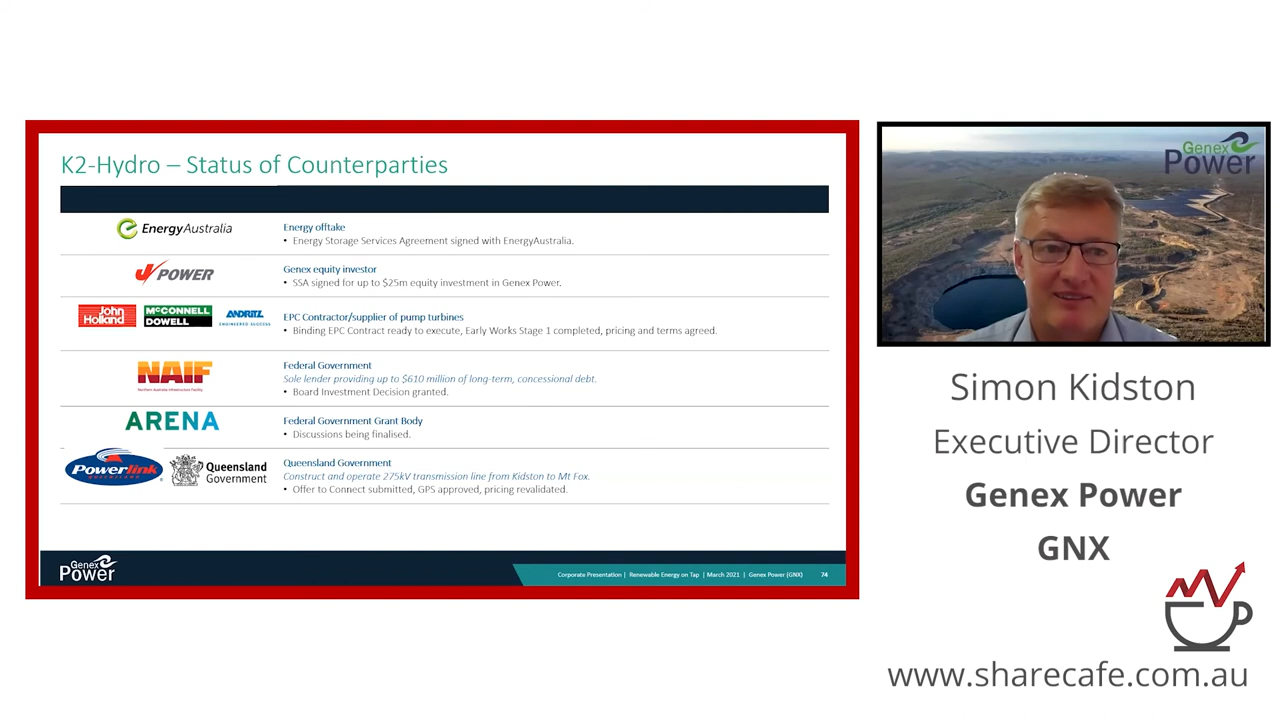 K2-Hydro – Status of Counterparties
EnergyAustralia
Energy offtake
• Energy Storage Services Agreement signed with EnergyAustralia.
J POWER
Genex equity investor
• SSA signed for up to $25m equity investment in Genex Power.
John Holland
McCONNELL DOWELL
ANDRITZ
ENGINEERED SUCCESS
EPC Contractor/supplier of pump turbines
• Binding EPC Contract ready to execute, Early Works Stage 1 completed, pricing and terms agreed.
NAIF
Northern Australia Infrastructure Facility
Federal Government
Sole lender providing up to $610 million of long-term, concessional debt.
• Board Investment Decision granted.
ARENA
Federal Government Grant Body
• Discussions being finalised.
Powerlink
QUEENSLAND
Queensland
Government
Queensland Government
Construct and operate 275kV transmission line from Kidston to Mt Fox.
• Offer to Connect submitted, GPS approved, pricing revalidated.
Genex
Power
Corporate Presentation | Renewable Energy on Tap | March 2021 | Genex Power (GNX) 74
Genex
Power
Simon Kidston
Executive Director
Genex Power
GNX
www.sharecafe.com.au